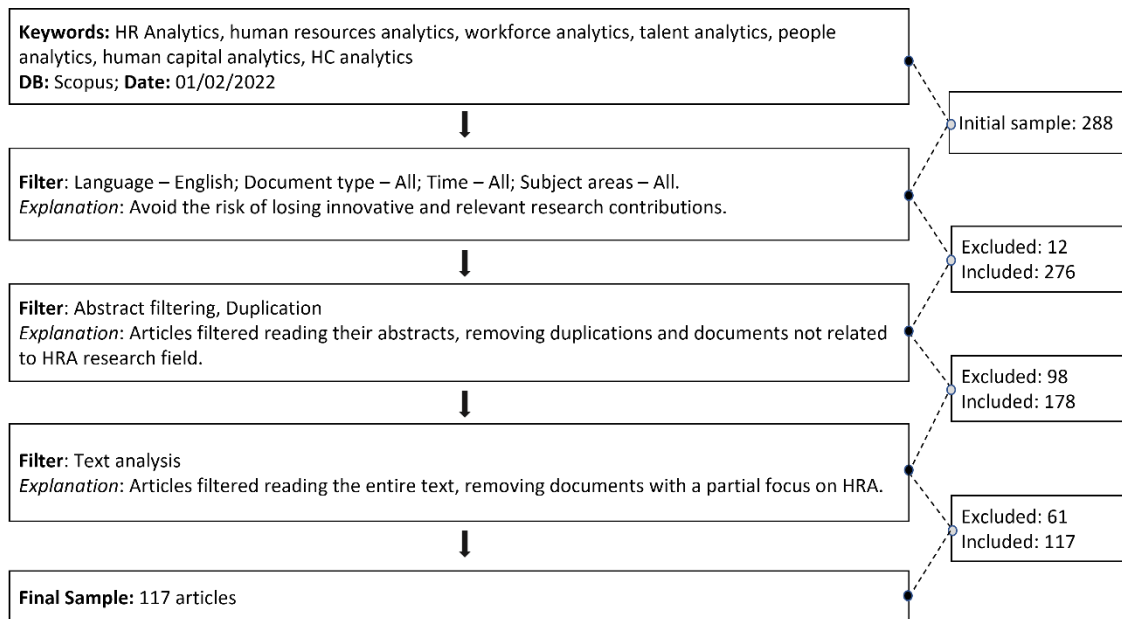 Keywords: HR Analytics, human resources analytics, workforce analytics, talent analytics, people
analytics, human capital analytics, HC analytics
DB: Scopus; Date: 01/02/2022
Initial sample: 288
Filter: Language – English; Document type – All; Time – All; Subject areas – All.
Explanation: Avoid the risk of losing innovative and relevant research contributions.
Excluded: 12
Included: 276
Filter: Abstract filtering, Duplication
Explanation: Articles filtered reading their abstracts, removing duplications and documents not related
to HRA research field.
Excluded: 98
Included: 178
Filter: Text analysis
Explanation: Articles filtered reading the entire text, removing documents with a partial focus on HRA.
Excluded: 61
Included: 117
Final Sample: 117 articles